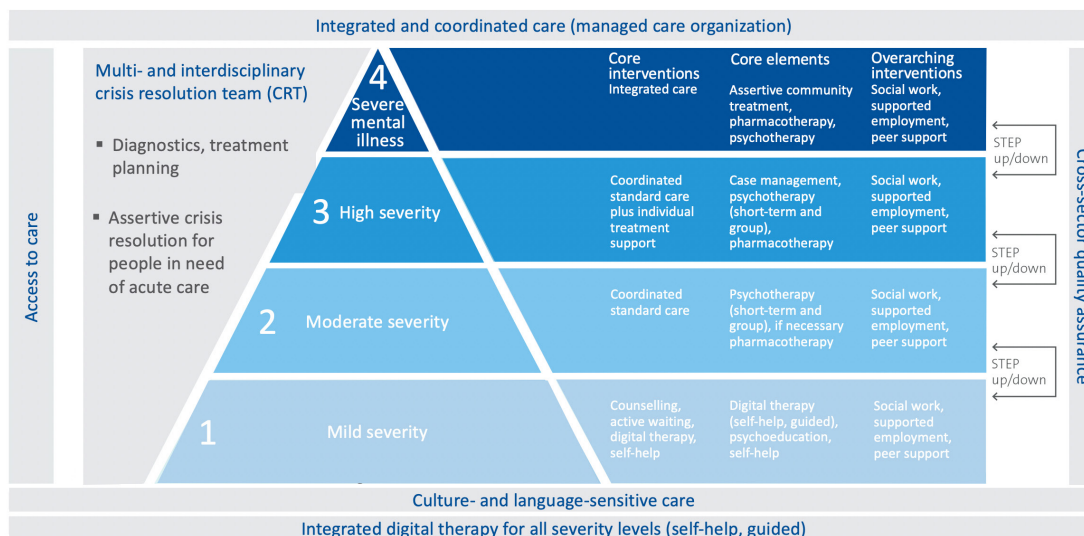 Integrated and coordinated care (managed care organization)
Access to care
Multi- and interdisciplinary
crisis resolution team (CRT)
▪ Diagnostics, treatment
planning
▪ Assertive crisis
resolution for
people in need
of acute care
4
Severe
mental
illness
Core
interventions
Integrated care
Core elements
Assertive community
treatment,
pharmacotherapy,
psychotherapy
Overarching
interventions
Social work,
supported
employment,
peer support
3 High severity
Coordinated
standard care
plus individual
treatment
support
Case management,
psychotherapy
(short-term and
group),
pharmacotherapy
Social work,
supported
employment,
peer support
2 Moderate severity
Coordinated
standard care
Psychotherapy
(short-term and
group), if necessary
pharmacotherapy
Social work,
supported
employment,
peer support
1 Mild severity
Counselling,
active waiting,
digital therapy,
self-help
Digital therapy
(self-help, guided),
psychoeducation,
self-help
Social work,
supported
employment,
peer support
STEP
up/down
STEP
up/down
STEP
up/down
Cross-sector quality assurance
Culture- and language-sensitive care
Integrated digital therapy for all severity levels (self-help, guided)